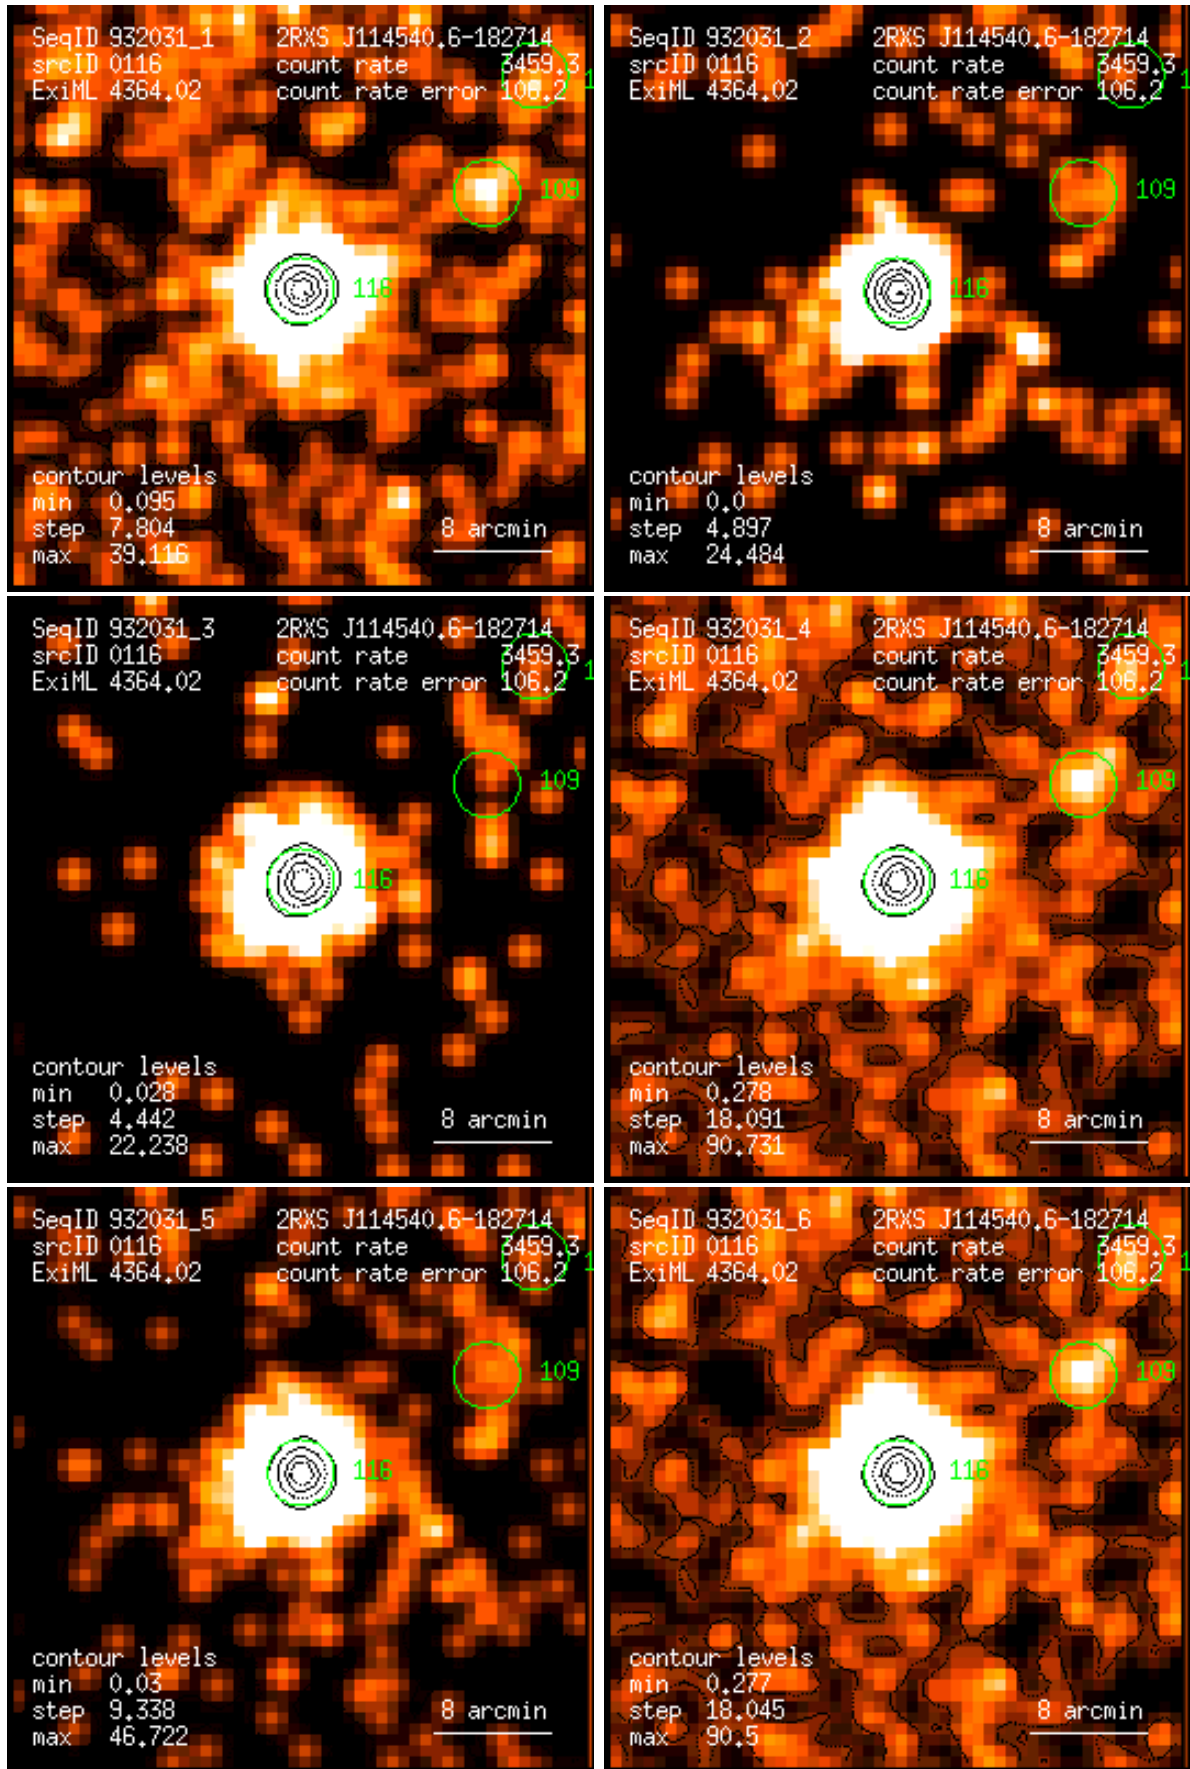 SeqID 932031_1 2RXS J114540.6-182714
srcID 0116 count rate 3459.3
ExiML 4364.02 count rate error 106.2
1
109
116
contour levels
min 0.095
step 7.804 8 arcmin
max 39.116
SeqID 932031_2 2RXS J114540.6-182714
srcID 0116 count rate 3459.3
ExiML 4364.02 count rate error 106.2
1
109
116
contour levels
min 0.0
step 4.897 8 arcmin
max 24.484
SeqID 932031_3 2RXS J114540.6-182714
srcID 0116 count rate 3459.3
ExiML 4364.02 count rate error 106.2
1
109
116
contour levels
min 0.028
step 4.442 8 arcmin
max 22.238
SeqID 932031_4 2RXS J114540.6-182714
srcID 0116 count rate 3459.3
ExiML 4364.02 count rate error 106.2
1
109
116
contour levels
min 0.278
step 18.091 8 arcmin
max 90.731
SeqID 932031_5 2RXS J114540.6-182714
srcID 0116 count rate 3459.3
ExiML 4364.02 count rate error 106.2
1
109
116
contour levels
min 0.03
step 9.338 8 arcmin
max 46.722
SeqID 932031_6 2RXS J114540.6-182714
srcID 0116 count rate 3459.3
ExiML 4364.02 count rate error 106.2
1
109
116
contour levels
min 0.277
step 18.045 8 arcmin
max 90.5